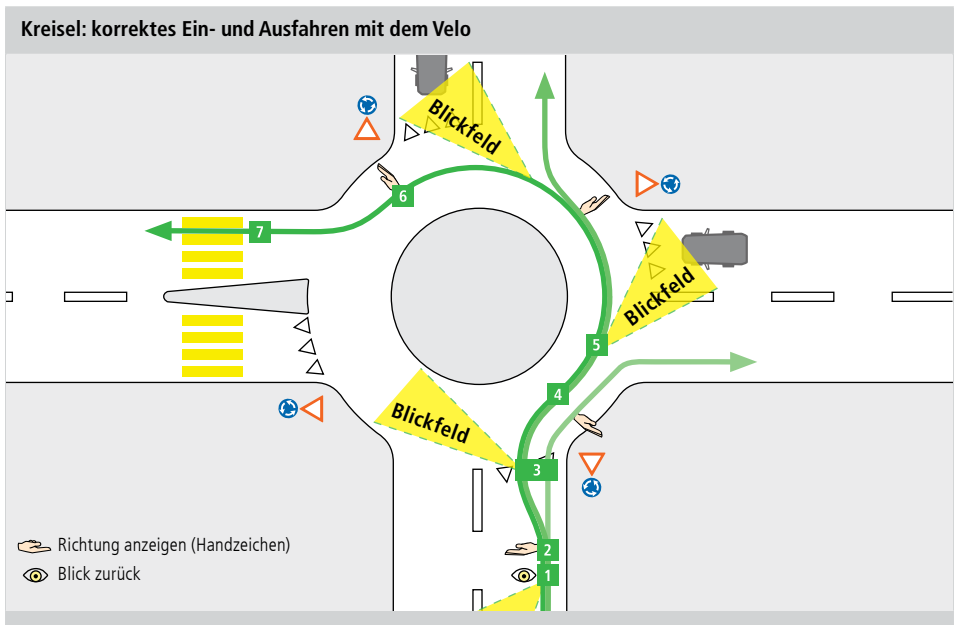 Kreisel: korrektes Ein- und Ausfahren mit dem Velo
Blickfeld
6
7
Blickfeld
5
4
Blickfeld
3
2
1
Richtung anzeigen (Handzeichen)
Blick zurück